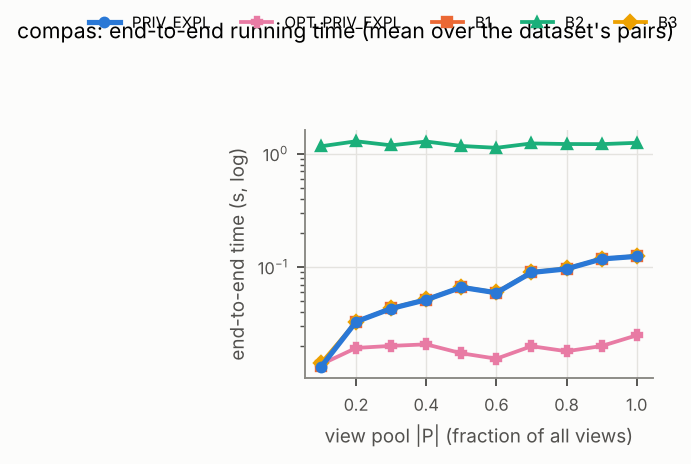 PRIV_EXPL OPT_PRIV_EXPL B1 B2 B3
compas: end-to-end running time (mean over the dataset's pairs)
end-to-end time (s, log)
10⁰
10⁻¹
0.2 0.4 0.6 0.8 1.0
view pool |P| (fraction of all views)